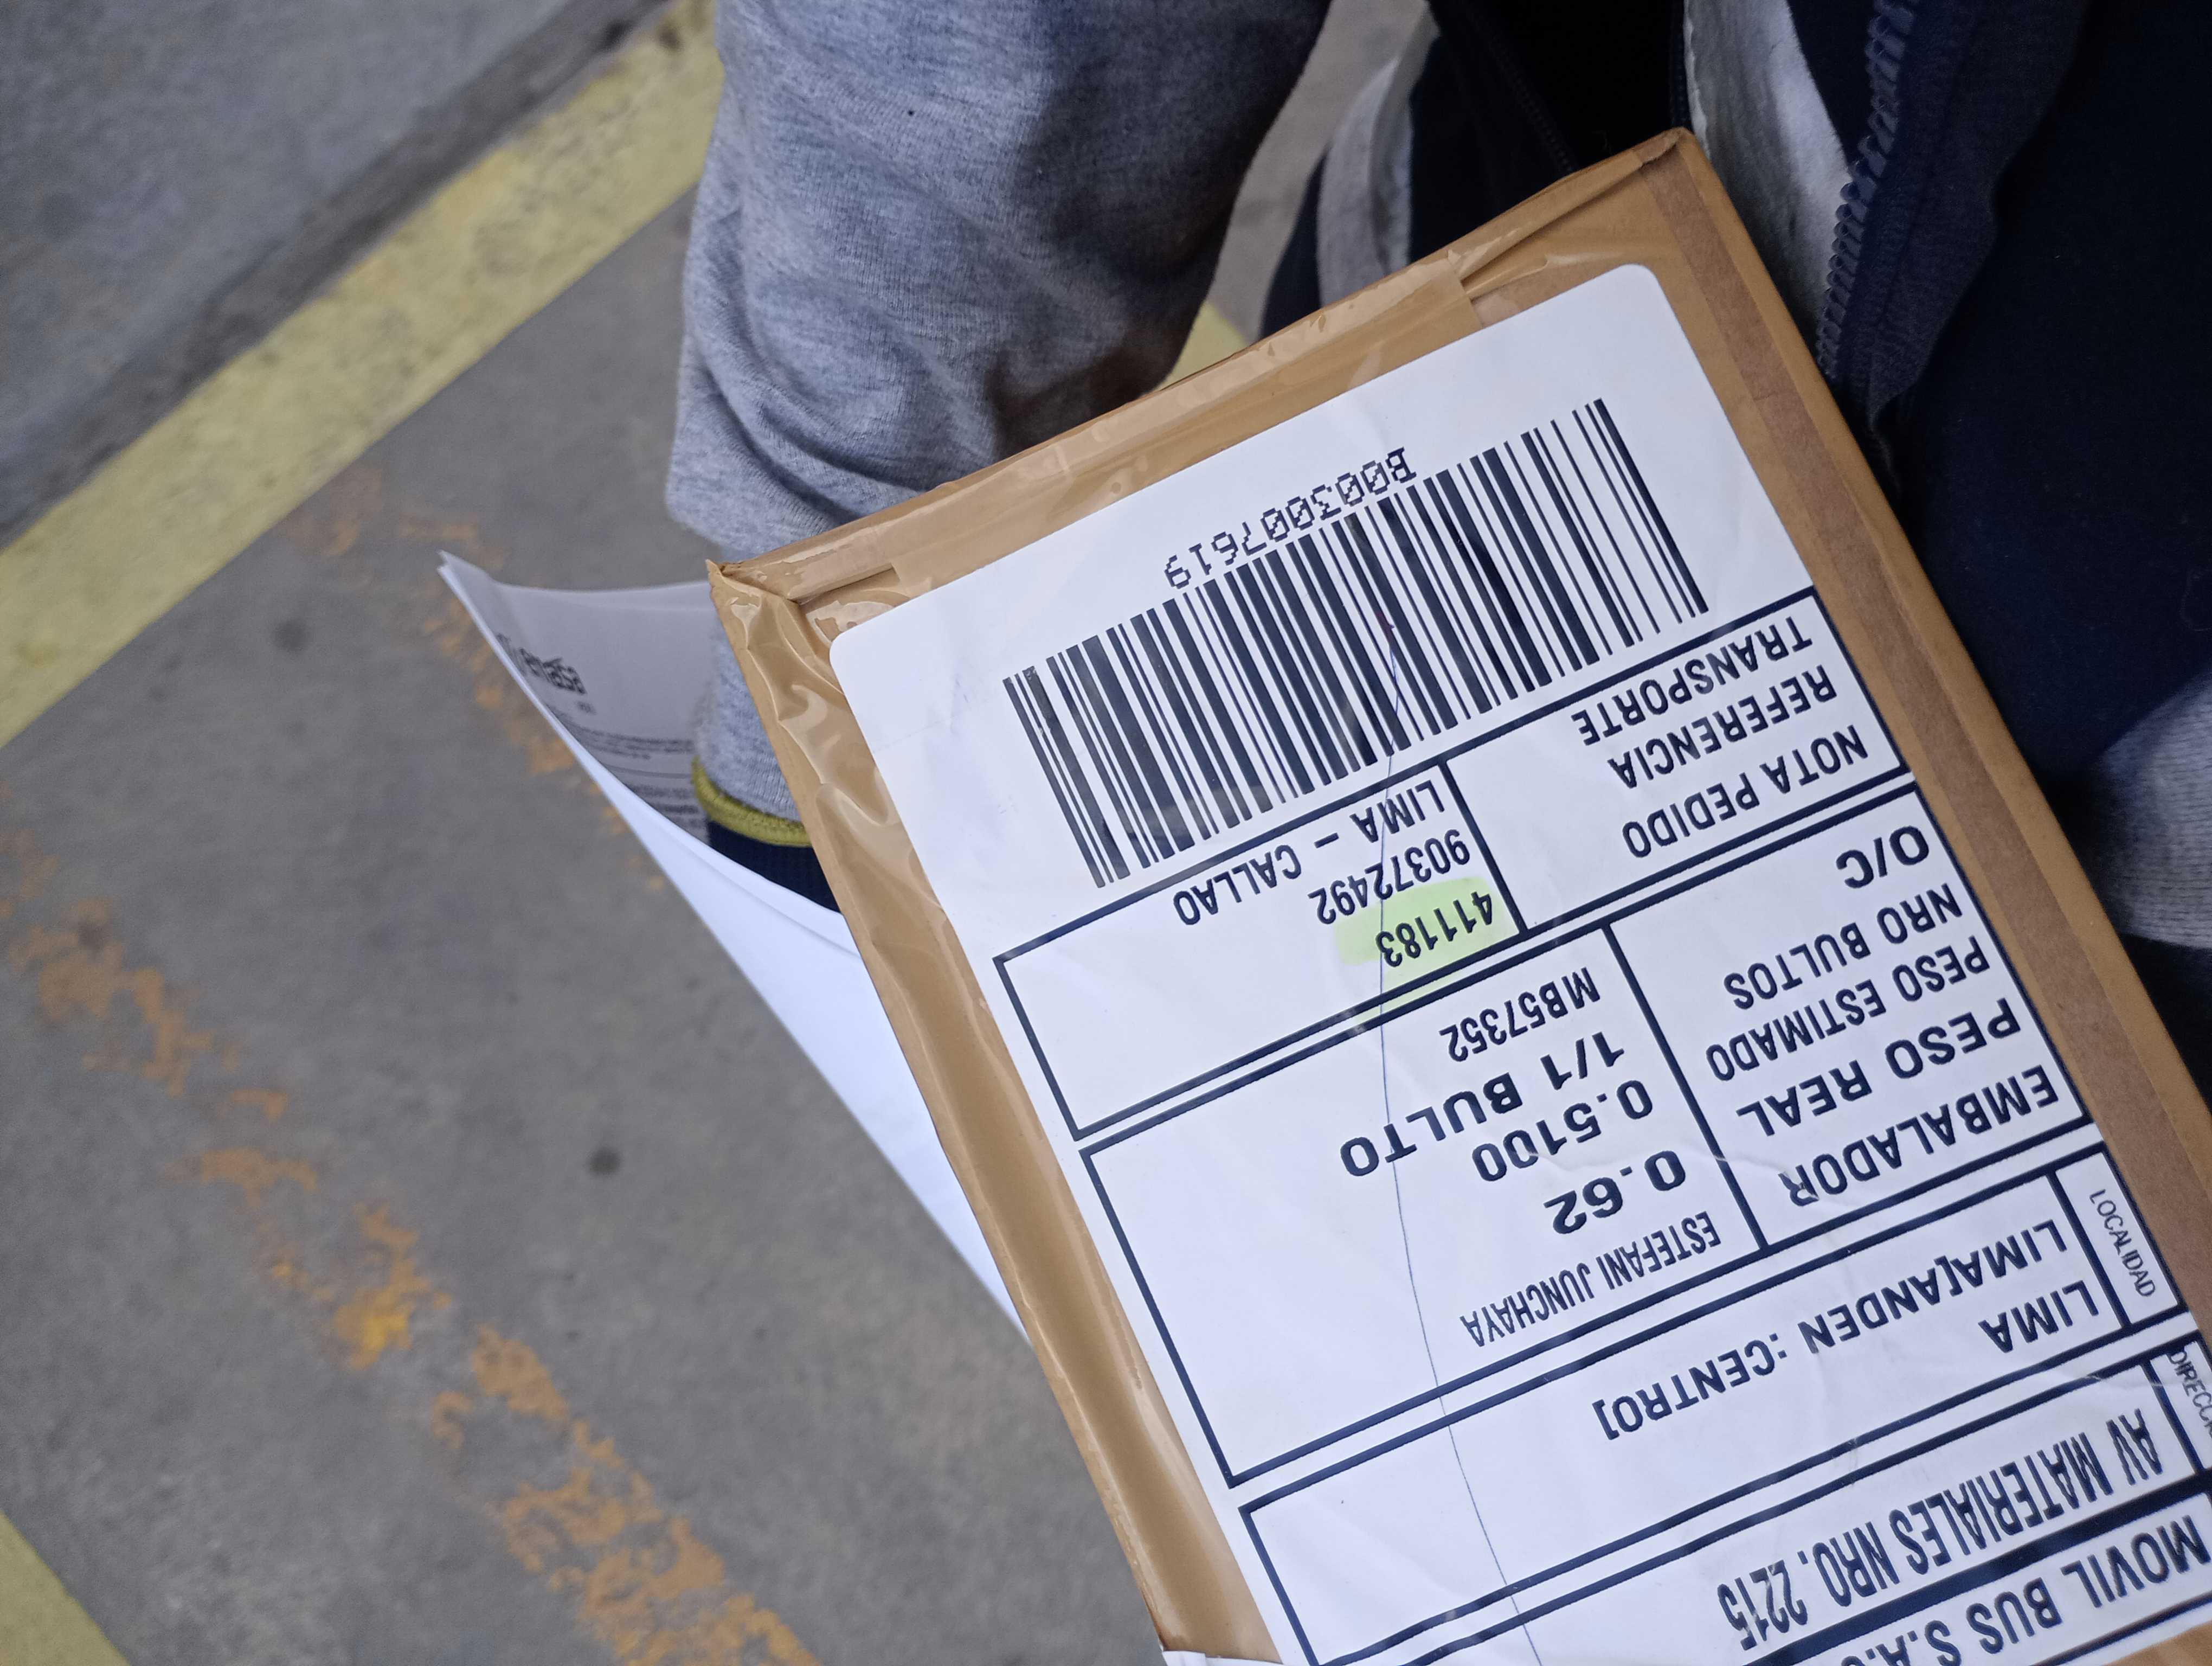 MOVIL BUS S.A.
AV MATERIALES NRO. 2215
LOCALIDAD
LIMA
LIMA[ANDEN : CENTRO]
EMBALADOR ESTEFANI JUNCHAYA
PESO REAL 0.62
PESO ESTIMADO 0.5100
NRO BULTOS 1/1 BULTO
O/C MB57352
NOTA PEDIDO 411183
REFERENCIA 90372492
TRANSPORTE LIMA - CALLAO
B003007619